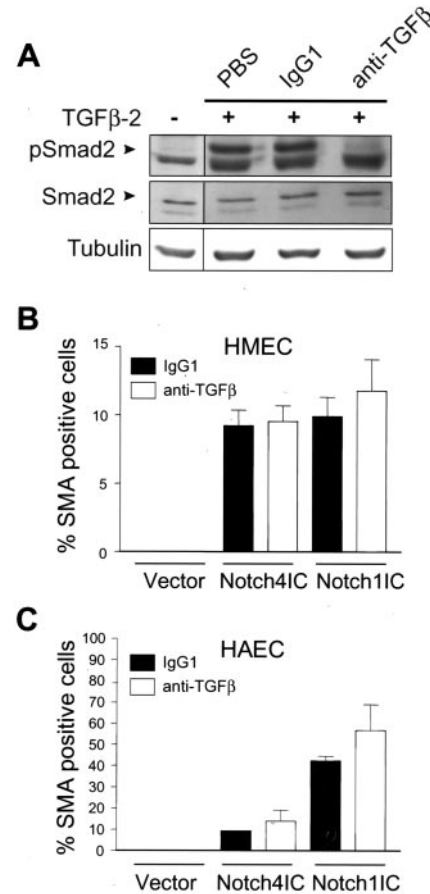 A
PBS
IgG1
anti-TGFβ
TGFβ-2 - + + +
pSmad2
Smad2
Tubulin
B
HMEC
15
10
5
0
% SMA positive cells
IgG1
anti-TGFβ
Vector Notch4IC Notch1IC
C
HAEC
100
90
80
70
60
50
40
30
20
10
0
% SMA positive cells
IgG1
anti-TGFβ
Vector Notch4IC Notch1IC